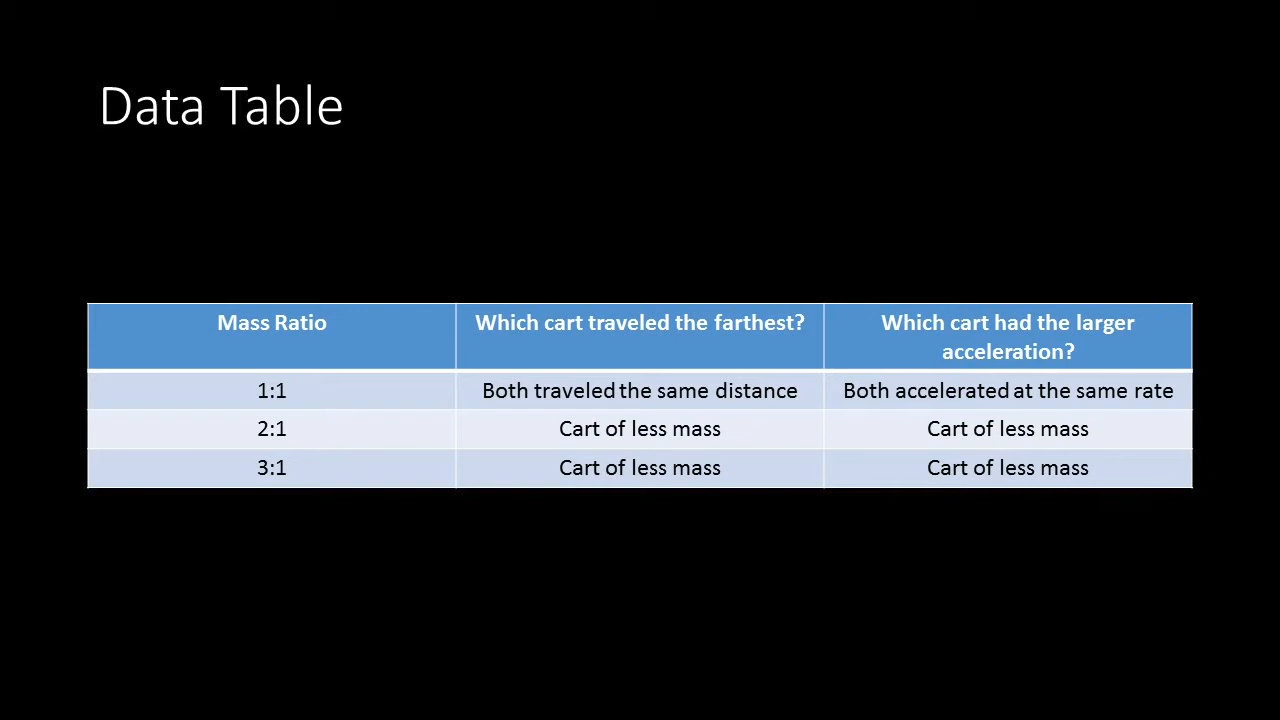 Data Table
Mass Ratio
Which cart traveled the farthest?
Which cart had the larger
acceleration?
1:1
Both traveled the same distance
Both accelerated at the same rate
2:1
Cart of less mass
Cart of less mass
3:1
Cart of less mass
Cart of less mass